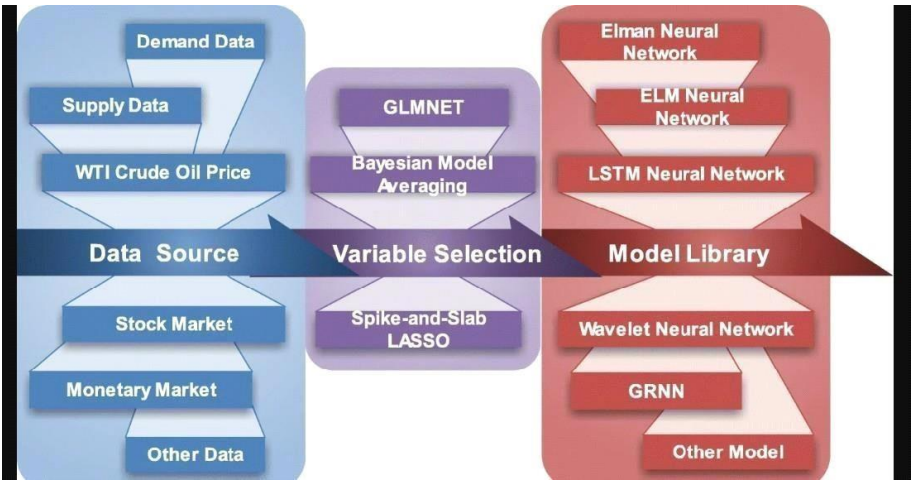 Demand Data
Supply Data
WTI Crude Oil Price
Data Source
Stock Market
Monetary Market
Other Data
GLMNET
Bayesian Model
Averaging
Variable Selection
Spike-and-Slab
LASSO
Elman Neural
Network
ELM Neural
Network
LSTM Neural Network
Model Library
Wavelet Neural Network
GRNN
Other Model